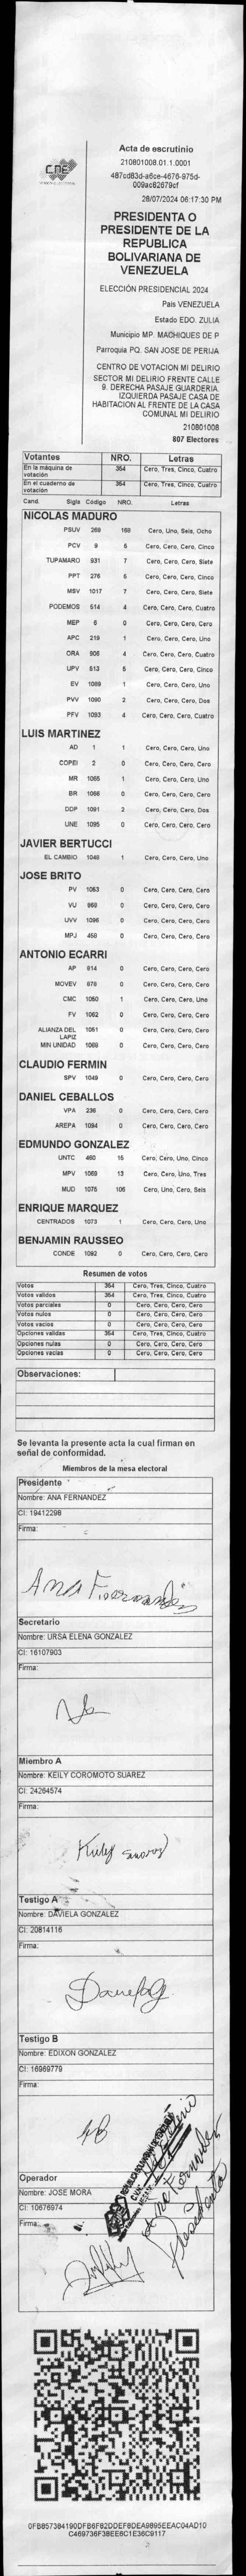 CNE
Acta de escrutinio
210801008.01.1.0001
487cd83d-a6ce-4676-975d-
009ac82679cf
28/07/2024 06:17:30 PM
PRESIDENTA O
PRESIDENTE DE LA
REPUBLICA
BOLIVARIANA DE
VENEZUELA
ELECCIÓN PRESIDENCIAL 2024
Pais VENEZUELA
Estado EDO. ZULIA
Municipio MP. MACHIQUES DE P
Parroquia PQ. SAN JOSE DE PERIJA
CENTRO DE VOTACION MI DELIRIO
SECTOR MI DELIRIO FRENTE CALLE
9. DERECHA PASAJE GUARDERIA.
IZQUIERDA PASAJE CASA DE
HABITACION AL FRENTE DE LA CASA
COMUNAL MI DELIRIO
210801008
807 Electores
Votantes NRO. Letras
En la máquina de votación 364 Cero, Tres, Cinco, Cuatro
En el cuaderno de votación 354 Cero, Tres, Cinco, Cuatro
Cand. Sigla Código NRO. Letras
NICOLAS MADURO
PSUV 269 168 Cero, Uno, Seis, Ocho
PCV 9 5 Cero, Cero, Cero, Cinco
TUPAMARO 931 7 Cero, Cero, Cero, Siete
PPT 276 5 Cero, Cero, Cero, Cinco
MSV 1017 7 Cero, Cero, Cero, Siete
PODEMOS 514 4 Cero, Cero, Cero, Cuatro
MEP 6 0 Cero, Cero, Cero, Cero
APC 219 1 Cero, Cero, Cero, Uno
ORA 906 4 Cero, Cero, Cero, Cuatro
UPV 613 5 Cero, Cero, Cero, Cinco
EV 1089 1 Cero, Cero, Cero, Uno
PVV 1090 2 Cero, Cero, Cero, Dos
PFV 1093 4 Cero, Cero, Cero, Cuatro
LUIS MARTINEZ
AD 1 1 Cero, Cero, Cero, Uno
COPEI 2 0 Cero, Cero, Cero, Cero
MR 1065 1 Cero, Cero, Cero, Uno
BR 1066 0 Cero, Cero, Cero, Cero
DDP 1091 2 Cero, Cero, Cero, Dos
UNE 1095 0 Cero, Cero, Cero, Cero
JAVIER BERTUCCI
EL CAMBIO 1048 1 Cero, Cero, Cero, Uno
JOSE BRITO
PV 1063 0 Cero, Cero, Cero, Cero
VU 868 0 Cero, Cero, Cero, Cero
UVV 1096 0 Cero, Cero, Cero, Cero
MPJ 458 0 Cero, Cero, Cero, Cero
ANTONIO ECARRI
AP 814 0 Cero, Cero, Cero, Cero
MOVEV 878 0 Cero, Cero, Cero, Cero
CMC 1050 1 Cero, Cero, Cero, Uno
FV 1062 0 Cero, Cero, Cero, Cero
ALIANZA DEL LAPIZ 1051 0 Cero, Cero, Cero, Cero
MIN UNIDAD 1068 0 Cero, Cero, Cero, Cero
CLAUDIO FERMIN
SPV 1049 0 Cero, Cero, Cero, Cero
DANIEL CEBALLOS
VPA 236 0 Cero, Cero, Cero, Cero
AREPA 1094 0 Cero, Cero, Cero, Cero
EDMUNDO GONZALEZ
UNTC 460 15 Cero, Cero, Uno, Cinco
MPV 1069 13 Cero, Cero, Uno, Tres
MUD 1075 106 Cero, Uno, Cero, Seis
ENRIQUE MARQUEZ
CENTRADOS 1073 1 Cero, Cero, Cero, Uno
BENJAMIN RAUSSEO
CONDE 1092 0 Cero, Cero, Cero, Cero
Resumen de votos
Votos 354 Cero, Tres, Cinco, Cuatro
Votos validos 354 Cero, Tres, Cinco, Cuatro
Votos parciales 0 Cero, Cero, Cero, Cero
Votos nulos 0 Cero, Cero, Cero, Cero
Votos vacios 0 Cero, Cero, Cero, Cero
Opciones validas 354 Cero, Tres, Cinco, Cuatro
Opciones nulas 0 Cero, Cero, Cero, Cero
Opciones vacias 0 Cero, Cero, Cero, Cero
Observaciones:
Se levanta la presente acta la cual firman en
señal de conformidad.
Miembros de la mesa electoral
Presidente
Nombre: ANA FERNANDEZ
CI: 19412298
Firma:
Ana Fernandez
Secretario
Nombre: URSA ELENA GONZALEZ
CI: 16107903
Firma:
Miembro A
Nombre: KEILY COROMOTO SUAREZ
CI: 24264574
Firma:
Keily Suarez
Testigo A
Nombre: DAVIELA GONZALEZ
CI: 20814116
Firma:
Daviela G
Testigo B
Nombre: EDIXON GONZALEZ
CI: 16969779
Firma:
REPUBLICA BOLIVARIANA DE VENEZUELA
CNE
Ana Fernandez
Presidenta
Operador
Nombre: JOSE MORA
CI: 10676974
Firma:
0FB857384190DFB6F82DDEF8DEA9895EEAC04AD10
C469736F38EE6C1E36C9117